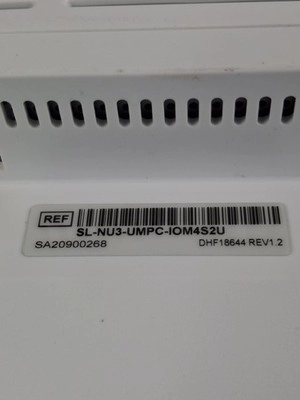 REF
SL-NU3-UMPC-IOM4S2U
SA20900268 DHF18644 REV1.2